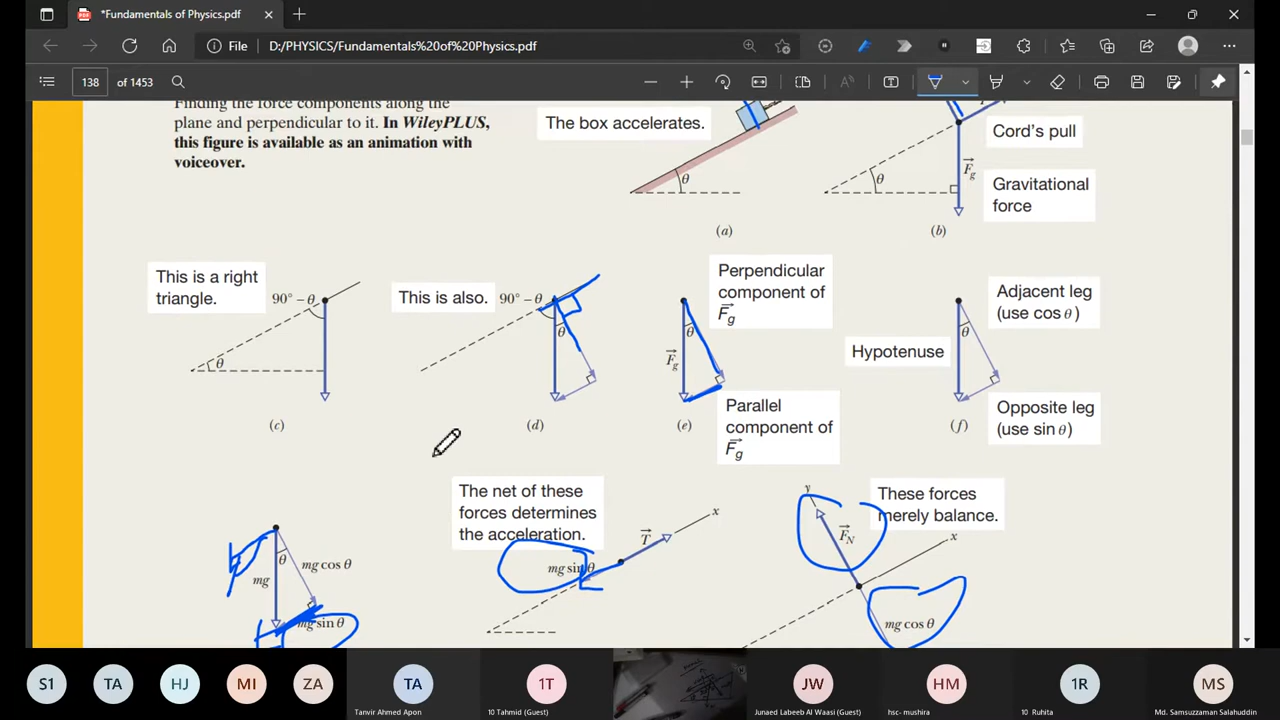 *Fundamentals of Physics.pdf
File
D:/PHYSICS/Fundamentals%20of%20Physics.pdf
138
of 1453
Finding the force components along the
plane and perpendicular to it. In WileyPLUS,
this figure is available as an animation with
voiceover.
The box accelerates.
θ
(a)
Cord's pull
θ
F⃗g
Gravitational
force
(b)
This is a right
triangle.
90° – θ
θ
(c)
This is also.
90° – θ
θ
(d)
Perpendicular
component of
F⃗g
θ
F⃗g
Parallel
component of
F⃗g
(e)
Adjacent leg
(use cos θ)
θ
Hypotenuse
Opposite leg
(use sin θ)
(f)
θ
mg cos θ
mg
mg sin θ
The net of these
forces determines
the acceleration.
x
T⃗
mg sin θ
y
These forces
merely balance.
F⃗N
x
mg cos θ
S1
TA
HJ
MI
ZA
TA
Tanvir Ahmed Apon
1T
10 Tahmid (Guest)
JW
Junaed Labeeb Al Waasi (Guest)
HM
hsc- mushira
1R
10 Ruhita
MS
Md. Samsuzzaman Salahuddin